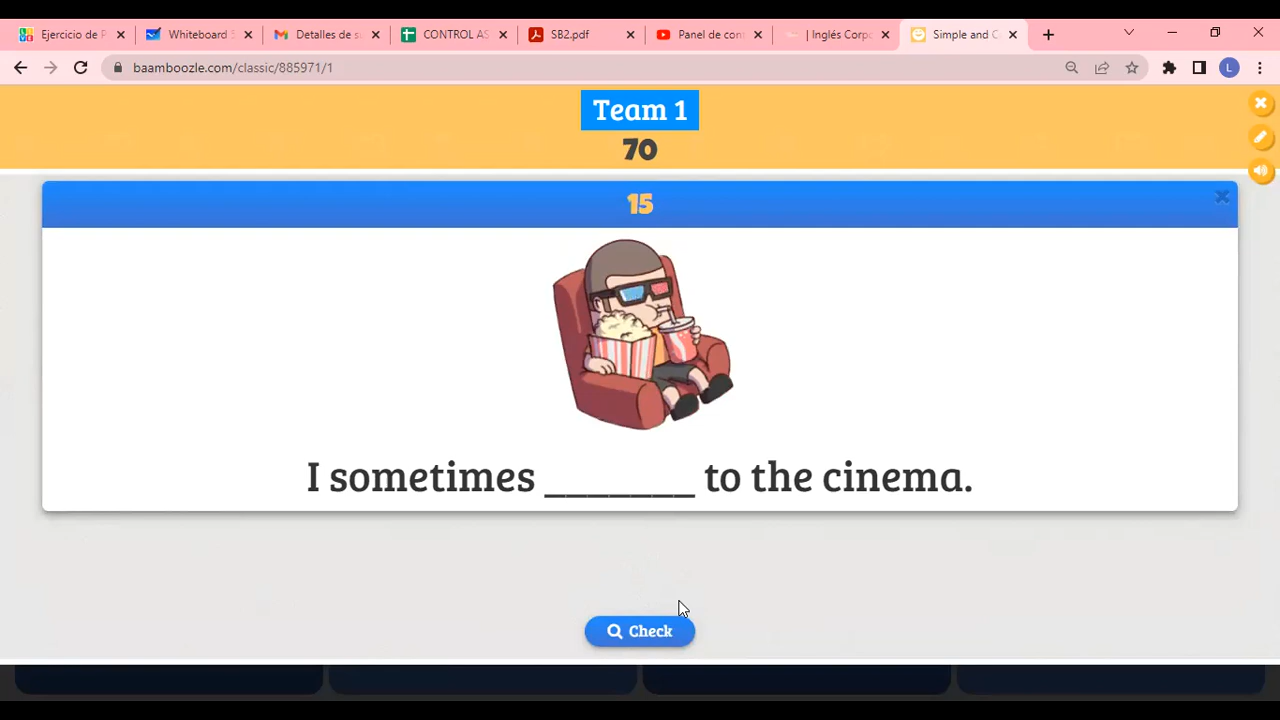 Ejercicio de P
Whiteboard S
Detalles de s
CONTROL AS
SB2.pdf
Panel de con
| Inglés Corpo
Simple and C
baamboozle.com/classic/885971/1
L
Team 1
70
15
I sometimes _______ to the cinema.
Check